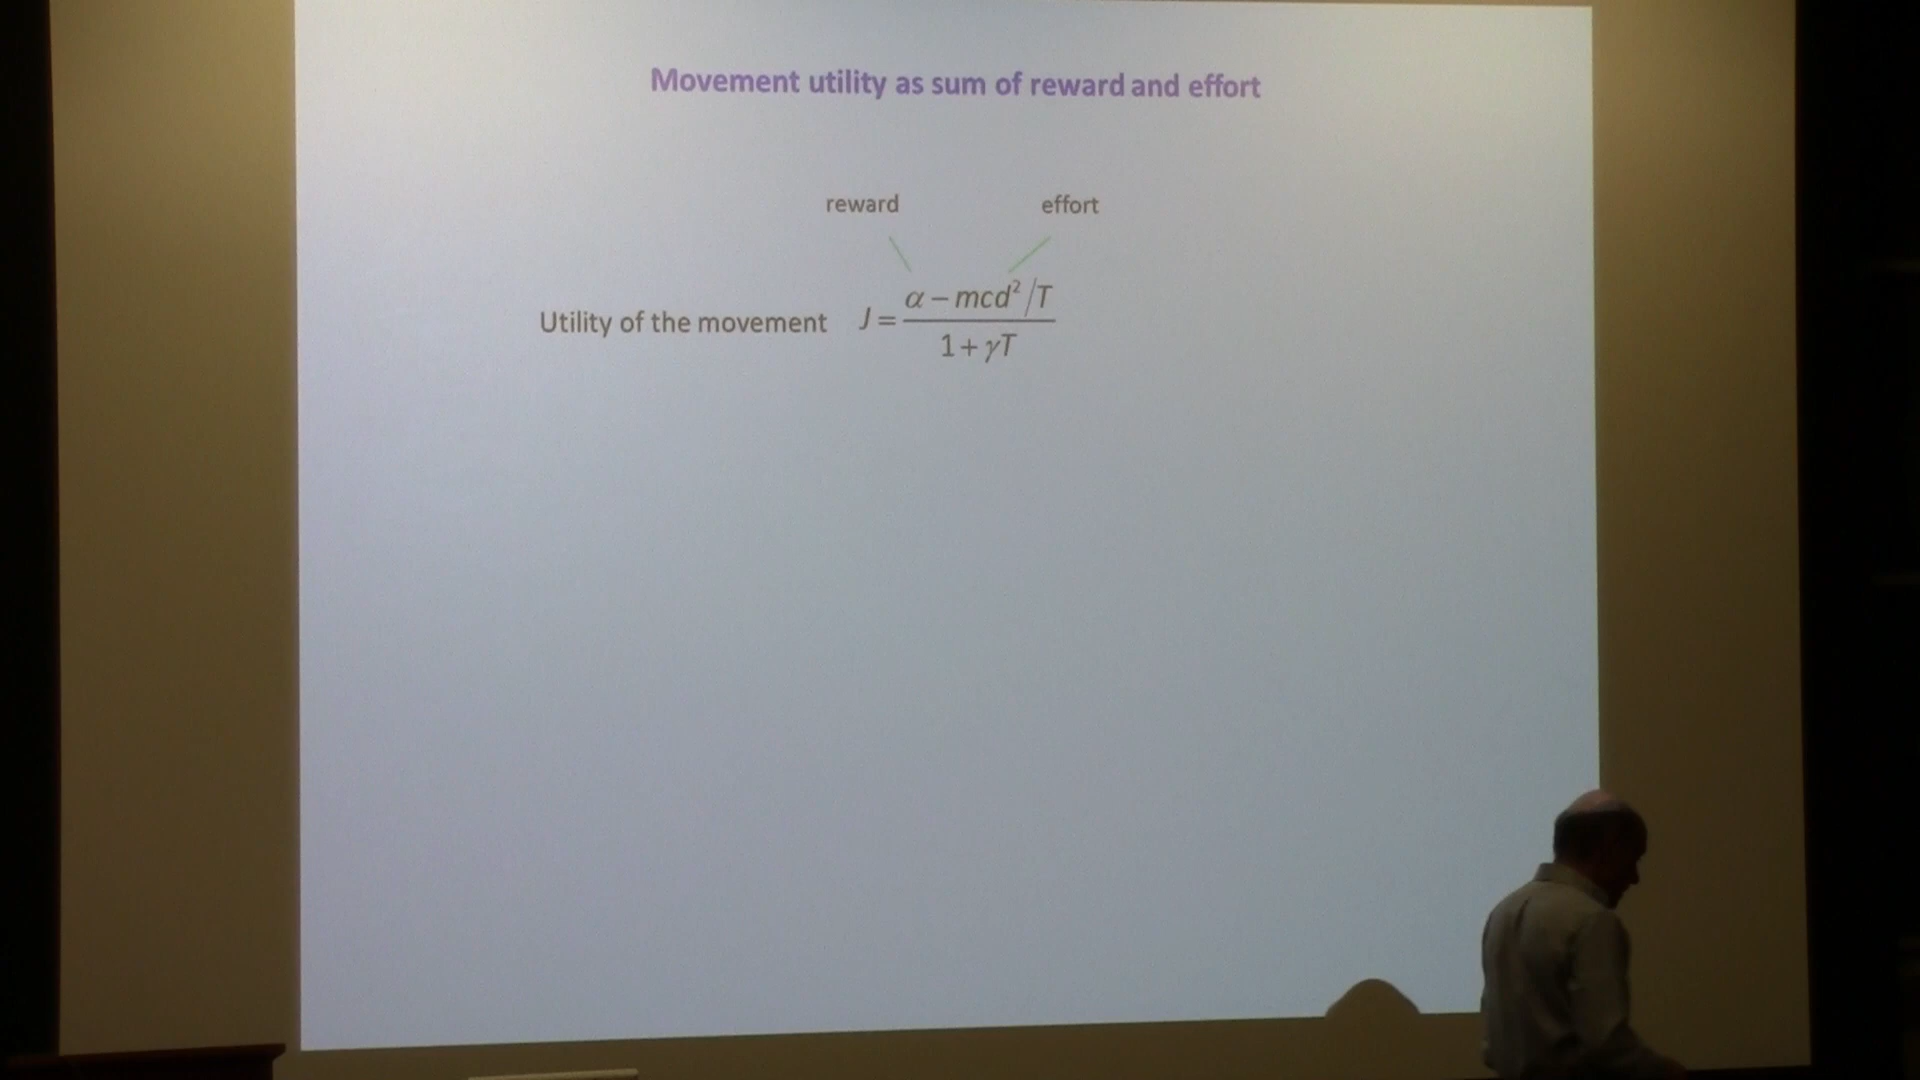 Movement utility as sum of reward and effort
reward effort
Utility of the movement J = (α − mcd²/T) / (1 + γT)